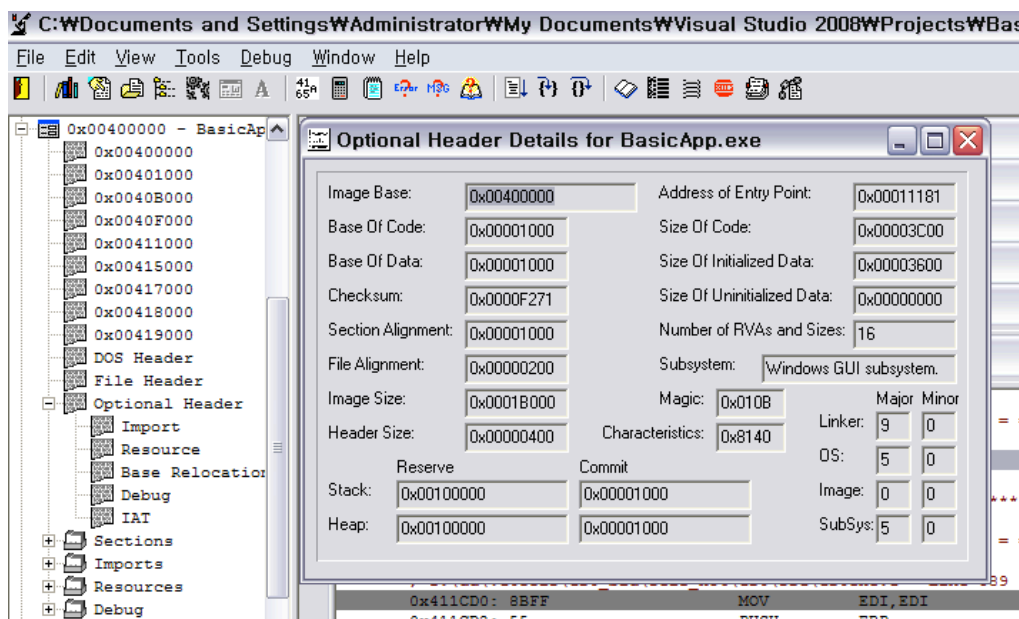 C:₩Documents and Settings₩Administrator₩My Documents₩Visual Studio 2008₩Projects₩Bas
File Edit View Tools Debug Window Help
0x00400000 - BasicAp
0x00400000
0x00401000
0x0040B000
0x0040F000
0x00411000
0x00415000
0x00417000
0x00418000
0x00419000
DOS Header
File Header
Optional Header
Import
Resource
Base Relocation
Debug
IAT
Sections
Imports
Resources
Debug
Optional Header Details for BasicApp.exe
Image Base: 0x00400000 Address of Entry Point: 0x00011181
Base Of Code: 0x00001000 Size Of Code: 0x00003C00
Base Of Data: 0x00001000 Size Of Initialized Data: 0x00003600
Checksum: 0x0000F271 Size Of Uninitialized Data: 0x00000000
Section Alignment: 0x00001000 Number of RVAs and Sizes: 16
File Alignment: 0x00000200 Subsystem: Windows GUI subsystem.
Image Size: 0x0001B000 Magic: 0x010B Major Minor
Header Size: 0x00000400 Characteristics: 0x8140 Linker: 9 0
Reserve Commit OS: 5 0
Stack: 0x00100000 0x00001000 Image: 0 0
Heap: 0x00100000 0x00001000 SubSys: 5 0
0x411CD0: 8BFF MOV EDI,EDI